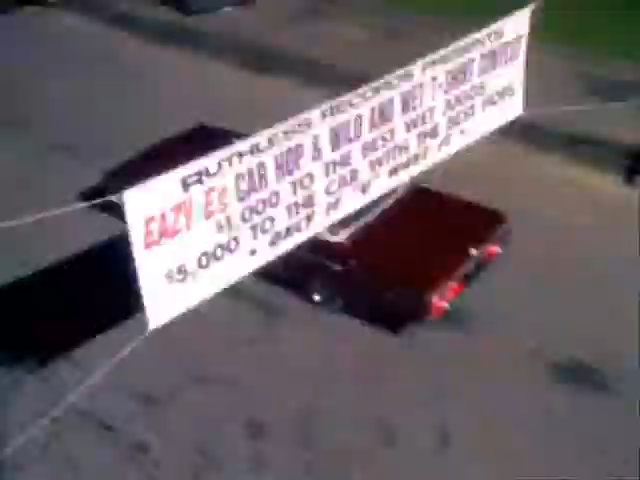 RUTHLESS RECORDS PRESENTS
EAZY ES CAR HOP & WILD AND WET T-SHIRT CONTEST
$1,000 TO THE BEST WET
$5,000 TO THE CAR WITH THE BEST HOPS